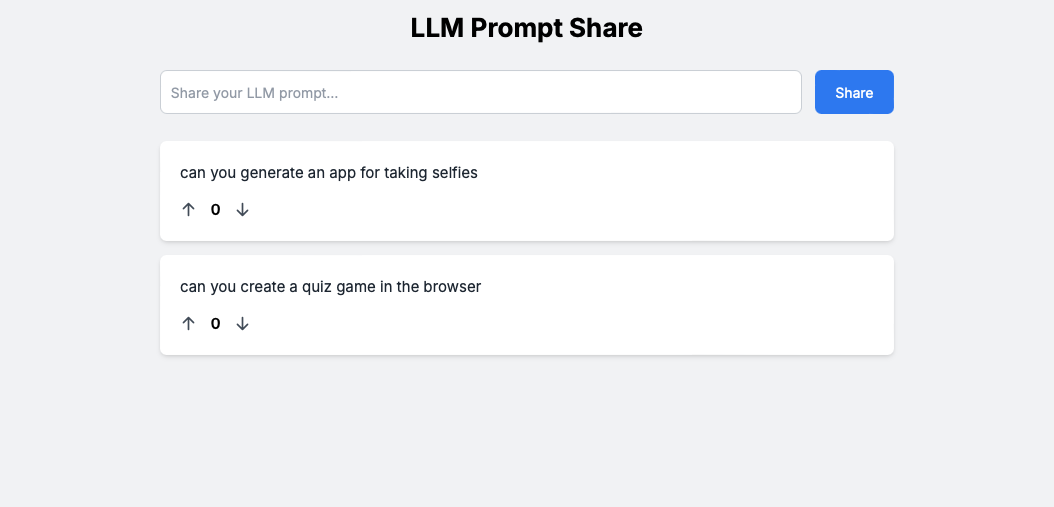 LLM Prompt Share
Share your LLM prompt...
Share
can you generate an app for taking selfies
↑ 0 ↓
can you create a quiz game in the browser
↑ 0 ↓